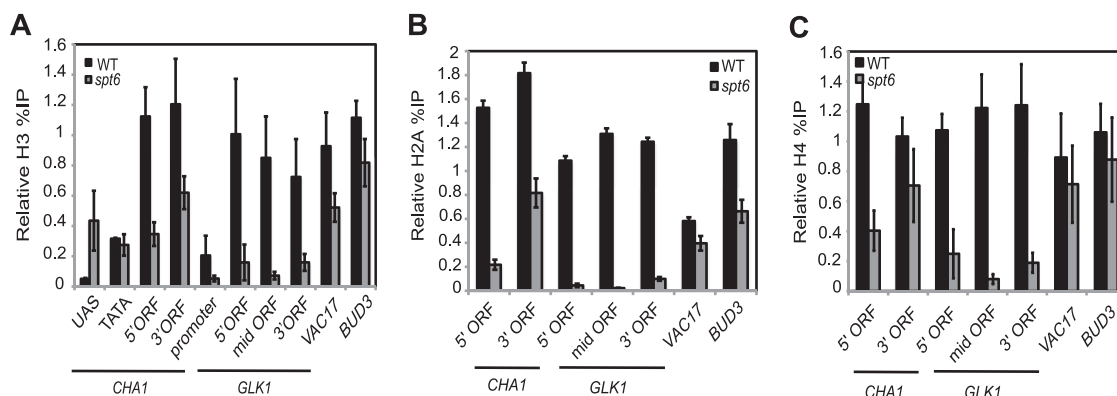 A
Relative H3 %IP
1.6
1.4
1.2
1
0.8
0.6
0.4
0.2
0
WT
spt6
UAS
TATA
5'ORF
3'ORF
promoter
5'ORF
mid ORF
3'ORF
VAC17
BUD3
CHA1
GLK1
B
Relative H2A %IP
2
1.8
1.6
1.4
1.2
1
0.8
0.6
0.4
0.2
0
WT
spt6
5' ORF
3' ORF
5' ORF
mid ORF
3' ORF
VAC17
BUD3
CHA1
GLK1
C
Relative H4 %IP
1.6
1.4
1.2
1
0.8
0.6
0.4
0.2
0
WT
spt6
5' ORF
3' ORF
5' ORF
mid ORF
3' ORF
VAC17
BUD3
CHA1
GLK1